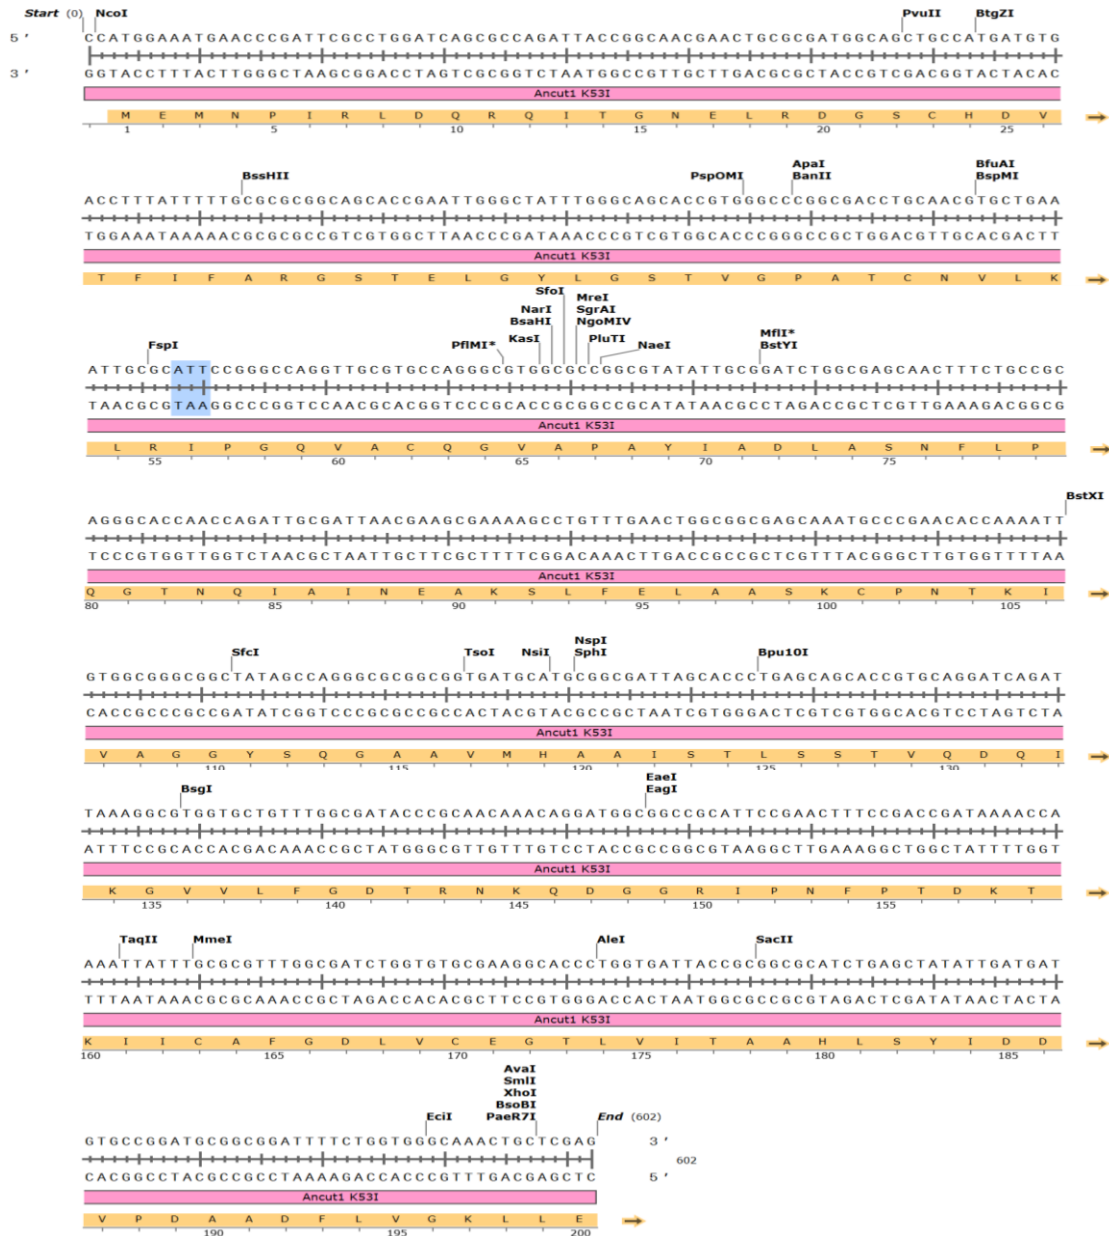 Start (0) NcoI PvuII BtgZI
5 ' CCATGGAAATGAACCCGATTCGCCTGGATCAGCGCCAGATTACCGGCAACGAACTGCGCGATGGCAGCTGCCATGATGTG
3 ' GGTACCTTTACTTGGGCTAAGCGGACCTAGTCGCGGTCTAATGGCCGTTGCTTGACGCGCTACCGTCGACGGTACTACAC
Ancut1 K53I
M E M N P I R L D Q R Q I T G N E L R D G S C H D V
1 5 10 15 20 25
ApaI BfuAI
BssHII PspOMI BanII BspMI
ACCTTTATTTTTGCGCGCGGCAGCACCGAATTGGGCTATTTGGGCAGCACCGTGGGCCCGGCGACCTGCAACGTGCTGAA
TGGAAATAAAAACGCGCGCCGTCGTGGCTTAACCCGATAAACCCGTCGTGGCACCCGGGCCGCTGGACGTTGCACGACTT
Ancut1 K53I
T F I F A R G S T E L G Y L G S T V G P A T C N V L K
SfoI MreI
NarI SgrAI
BsaHI NgoMIV MflI*
FspI PflMI* KasI PluTI NaeI BstYI
ATTGCGCATTCCGGGCCAGGTTGCGTGCCAGGGCGTGGCGCCGGCGTATATTGCGGATCTGGCGAGCAACTTTCTGCCGC
TAACGCGTAAGGCCCGGTCCAACGCACGGTCCCGCACCGCGGCCGCATATAACGCCTAGACCGCTCGTTGAAAGACGGCG
Ancut1 K53I
L R I P G Q V A C Q G V A P A Y I A D L A S N F L P
55 60 65 70 75
BstXI
AGGGCACCAACCAGATTGCGATTAACGAAGCGAAAAGCCTGTTTGAACTGGCGGCGAGCAAATGCCCGAACACCAAAATT
TCCCGTGGTTGGTCTAACGCTAATTGCTTCGCTTTTCGGACAAACTTGACCGCCGCTCGTTTACGGGCTTGTGGTTTTAA
Ancut1 K53I
Q G T N Q I A I N E A K S L F E L A A S K C P N T K I
80 85 90 95 100 105
NspI
SfcI TsoI NsiI SphI Bpu10I
GTGGCGGGCGGCTATAGCCAGGGCGCGGCGGTGATGCATGCGGCGATTAGCACCCTGAGCAGCACCGTGCAGGATCAGAT
CACCGCCCGCCGATATCGGTCCCGCGCCGCCACTACGTACGCCGCTAATCGTGGGACTCGTCGTGGCACGTCCTAGTCTA
Ancut1 K53I
V A G G Y S Q G A A V M H A A I S T L S S T V Q D Q I
110 115 120 125 130
EaeI
BsgI EagI
TAAAGGCGTGGTGCTGTTTGGCGATACCCGCAACAAACAGGATGGCGGCCGCATTCCGAACTTTCCGACCGATAAAACCA
ATTTCCGCACCACGACAAACCGCTATGGGCGTTGTTTGTCCTACCGCCGGCGTAAGGCTTGAAAGGCTGGCTATTTTGGT
Ancut1 K53I
K G V V L F G D T R N K Q D G G R I P N F P T D K T
135 140 145 150 155
TaqII MmeI AleI SacII
AAATTATTTGCGCGTTTGGCGATCTGGTGTGCGAAGGCACCCTGGTGATTACCGCGGCGCATCTGAGCTATATTGATGAT
TTTAATAAACGCGCAAACCGCTAGACCACACGCTTCCGTGGGACCACTAATGGCGCCGCGTAGACTCGATATAACTACTA
Ancut1 K53I
K I I C A F G D L V C E G T L V I T A A H L S Y I D D
160 165 170 175 180 185
AvaI
SmlI
XhoI
BsoBI
EciI PaeR7I End (602)
GTGCCGGATGCGGCGGATTTTCTGGTGGGCAAACTGCTCGAG 3 '
602
CACGGCCTACGCCGCCTAAAAGACCACCCGTTTGACGAGCTC 5 '
Ancut1 K53I
V P D A A D F L V G K L L E
190 195 200